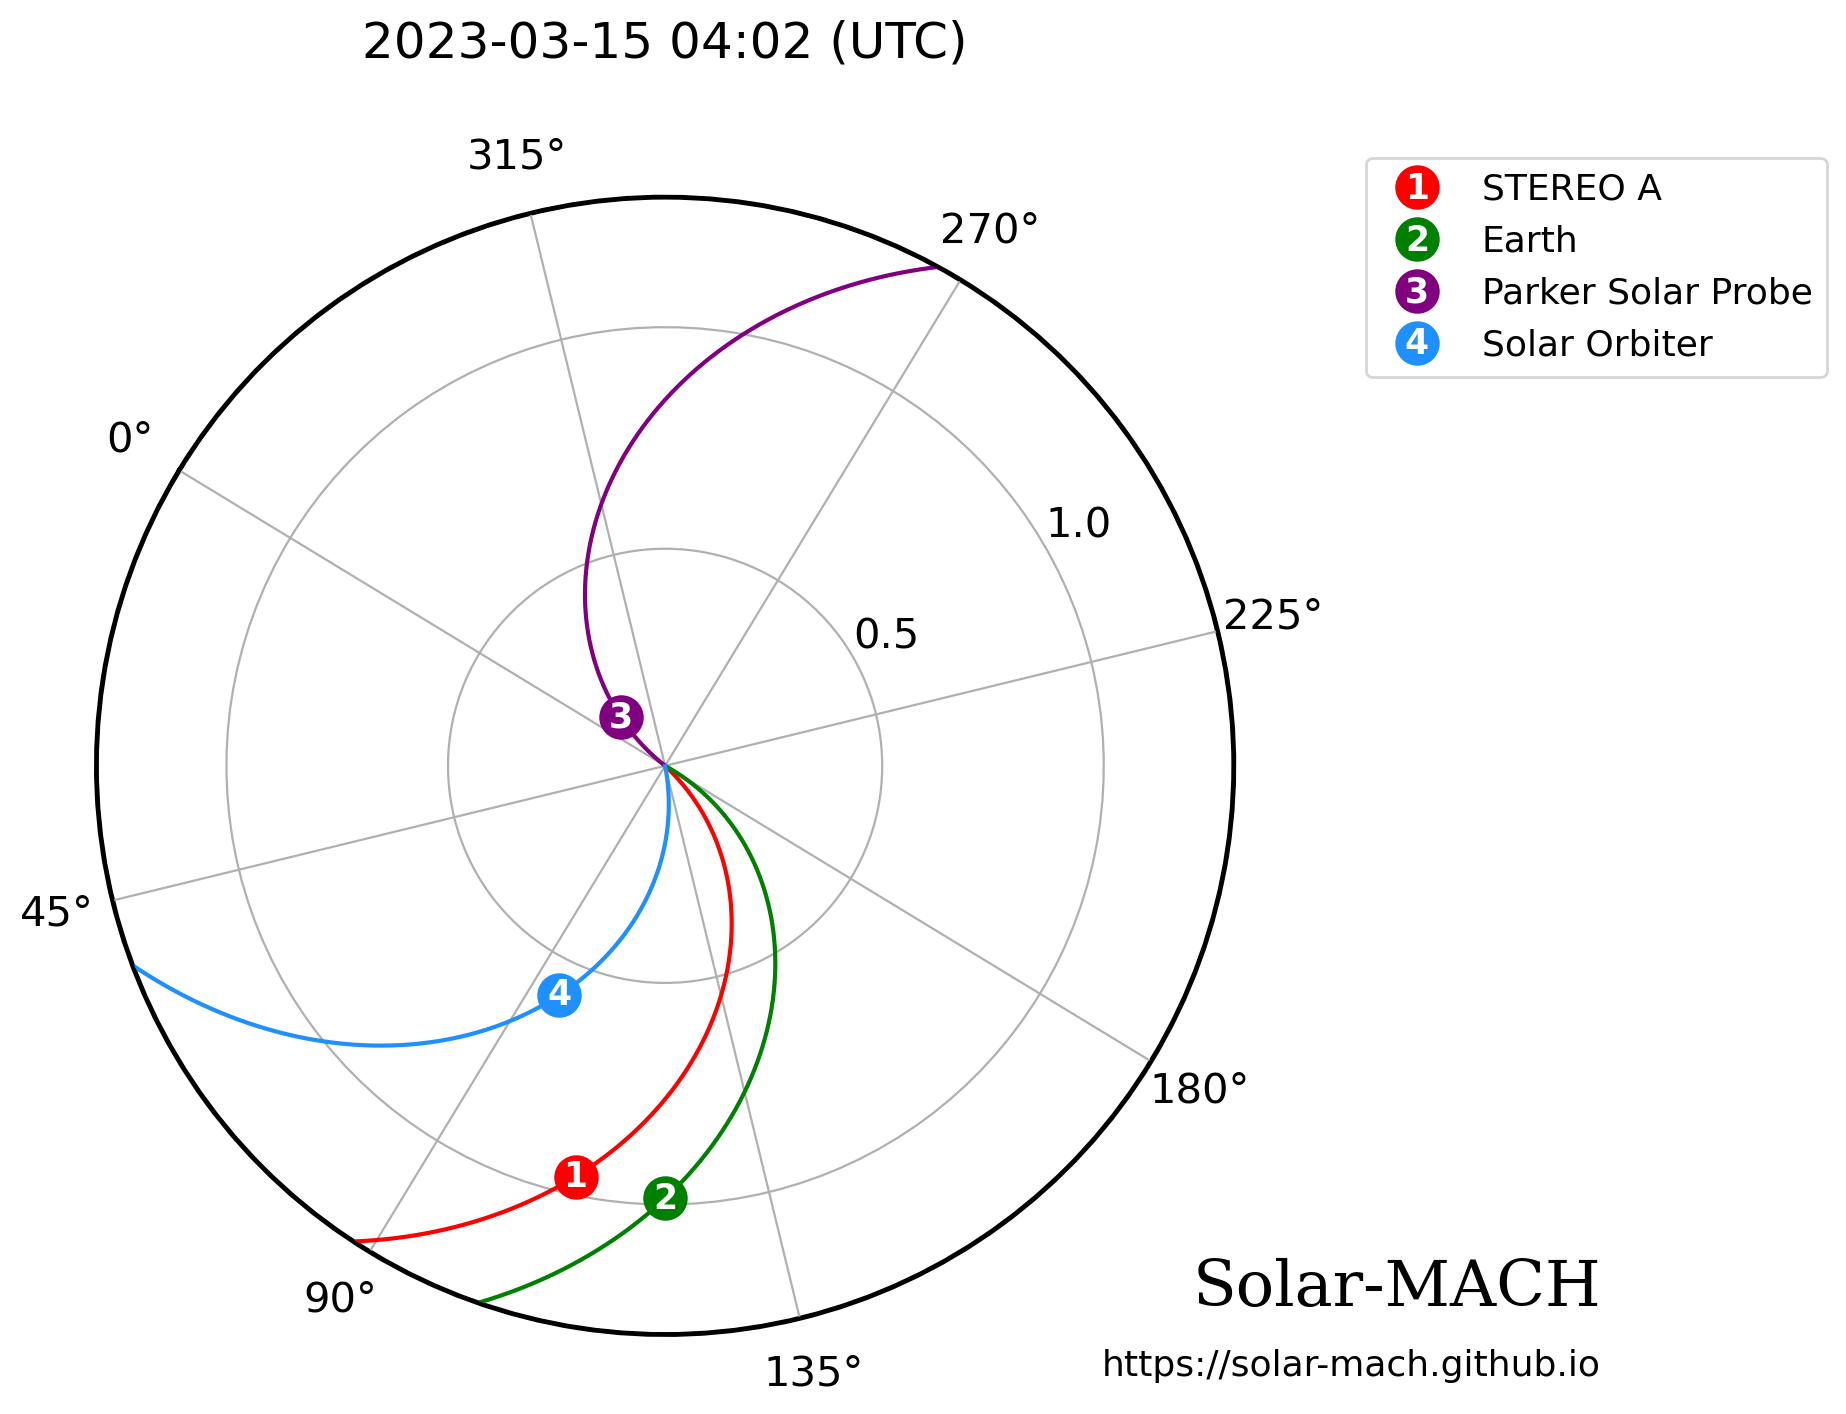 2023-03-15 04:02 (UTC)
315°
270°
0°
225°
45°
180°
90°
135°
1.0
0.5
3
4
1
2
1 STEREO A
2 Earth
3 Parker Solar Probe
4 Solar Orbiter
Solar-MACH
https://solar-mach.github.io